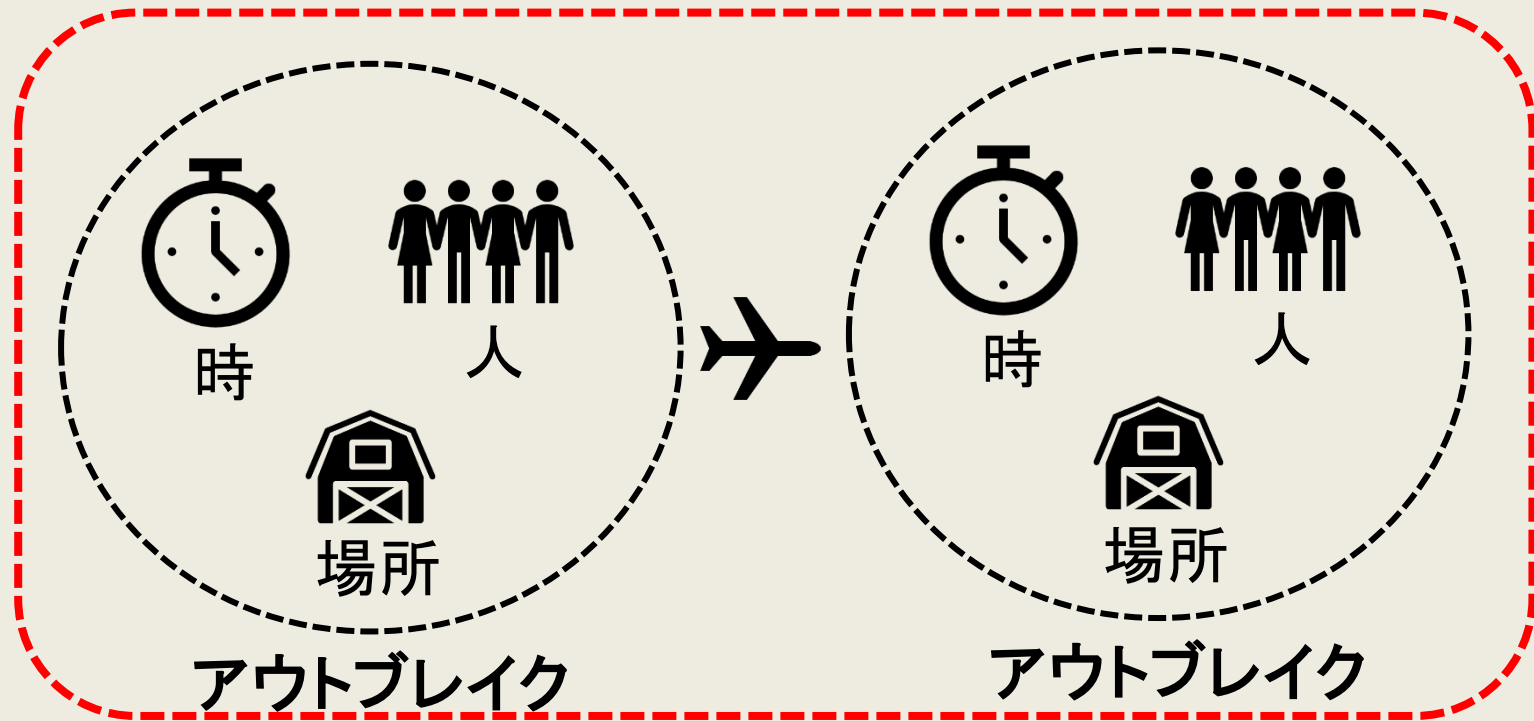 時
人
場所
アウトブレイク
時
人
場所
アウトブレイク